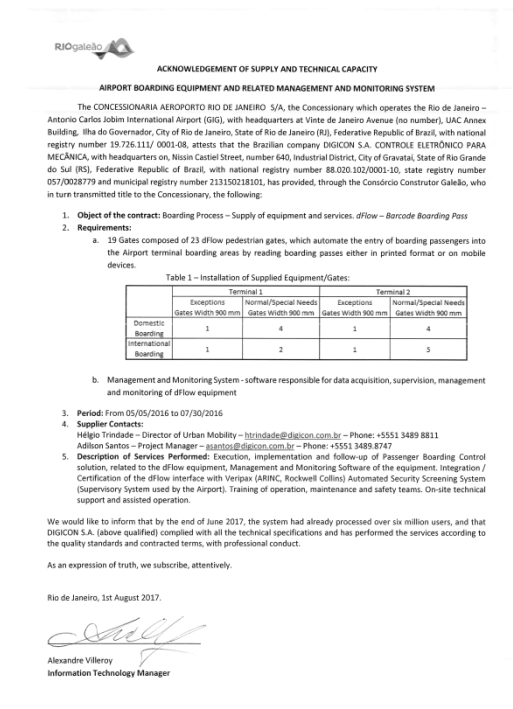 RIOgaleão
ACKNOWLEDGEMENT OF SUPPLY AND TECHNICAL CAPACITY
AIRPORT BOARDING EQUIPMENT AND RELATED MANAGEMENT AND MONITORING SYSTEM
The CONCESSIONARIA AEROPORTO RIO DE JANEIRO S/A, the Concessionary which operates the Rio de Janeiro –
Antonio Carlos Jobim International Airport (GIG), with headquarters at Vinte de Janeiro Avenue (no number), UAC Annex
Building, Ilha do Governador, City of Rio de Janeiro, State of Rio de Janeiro (RJ), Federative Republic of Brazil, with national
registry number 19.726.111/ 0001-08, attests that the Brazilian company DIGICON S.A. CONTROLE ELETRÔNICO PARA
MECÂNICA, with headquarters on, Nissin Castiel Street, number 640, Industrial District, City of Gravataí, State of Rio Grande
do Sul (RS), Federative Republic of Brazil, with national registry number 88.020.102/0001-10, state registry number
057/0028779 and municipal registry number 213150218101, has provided, through the Consórcio Construtor Galeão, who
in turn transmitted title to the Concessionary, the following:
1. Object of the contract: Boarding Process – Supply of equipment and services. dFlow – Barcode Boarding Pass
2. Requirements:
a. 19 Gates composed of 23 dFlow pedestrian gates, which automate the entry of boarding passengers into
the Airport terminal boarding areas by reading boarding passes either in printed format or on mobile
devices.
Table 1 – Installation of Supplied Equipment/Gates:
Terminal 1 Terminal 2
Exceptions Normal/Special Needs Exceptions Normal/Special Needs
Gates Width 900 mm Gates Width 900 mm Gates Width 900 mm Gates Width 900 mm
Domestic
Boarding 1 4 1 4
International
Boarding 1 2 1 5
b. Management and Monitoring System - software responsible for data acquisition, supervision, management
and monitoring of dFlow equipment
3. Period: From 05/05/2016 to 07/30/2016
4. Supplier Contacts:
Hélgio Trindade – Director of Urban Mobility – htrindade@digicon.com.br – Phone: +5551 3489 8811
Adilson Santos – Project Manager – asantos@digicon.com.br – Phone: +5551 3489.8747
5. Description of Services Performed: Execution, implementation and follow-up of Passenger Boarding Control
solution, related to the dFlow equipment, Management and Monitoring Software of the equipment. Integration /
Certification of the dFlow interface with Veripax (ARINC, Rockwell Collins) Automated Security Screening System
(Supervisory System used by the Airport). Training of operation, maintenance and safety teams. On-site technical
support and assisted operation.
We would like to inform that by the end of June 2017, the system had already processed over six million users, and that
DIGICON S.A. (above qualified) complied with all the technical specifications and has performed the services according to
the quality standards and contracted terms, with professional conduct.
As an expression of truth, we subscribe, attentively.
Rio de Janeiro, 1st August 2017.
Alexandre Villeroy
Information Technology Manager